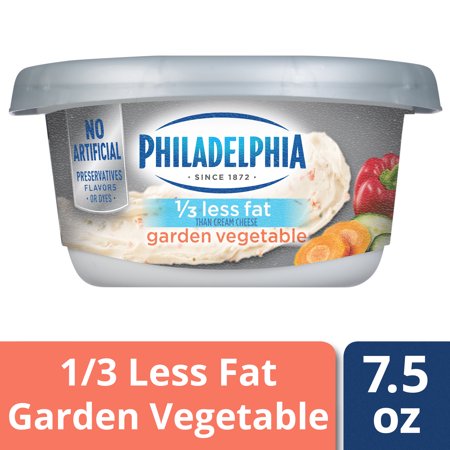 NO
ARTIFICIAL
PRESERVATIVES
FLAVORS
• OR DYES •
PHILADELPHIA
• SINCE 1872 •
1/3 less fat
THAN CREAM CHEESE
garden vegetable
1/3 Less Fat
Garden Vegetable
7.5
oz